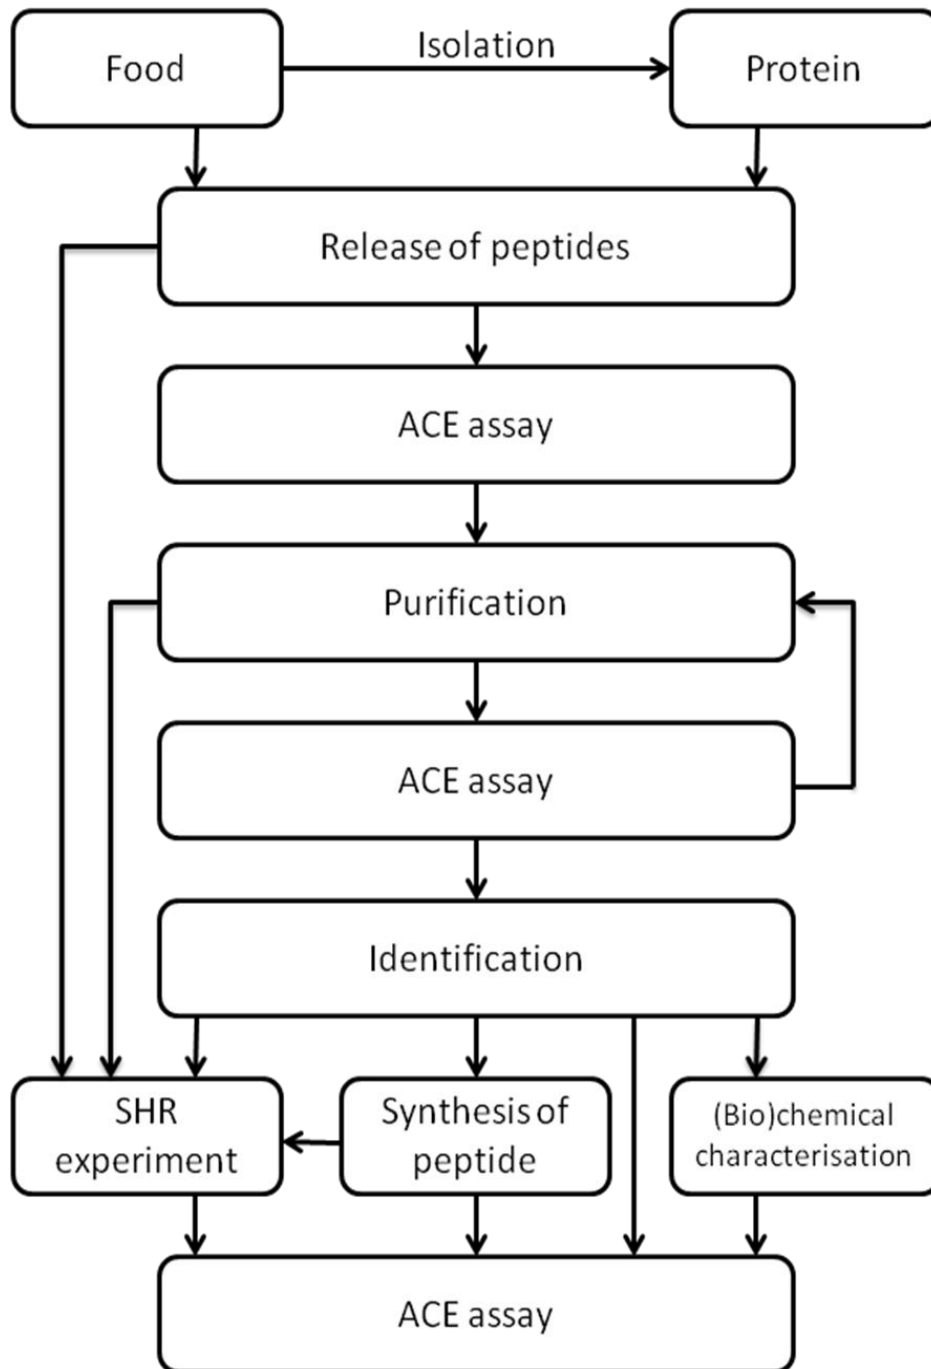 Food
Isolation
Protein
Release of peptides
ACE assay
Purification
ACE assay
Identification
SHR
experiment
Synthesis of
peptide
(Bio)chemical
characterisation
ACE assay